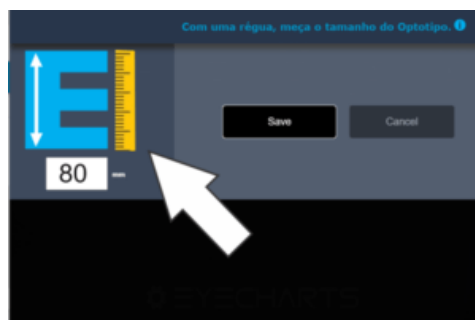 Com uma régua, meça o tamanho do Optotipo.
E
Save
Cancel
80
EYECHARTS